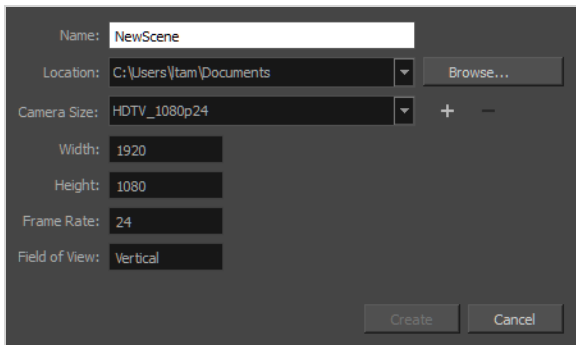 Name: NewScene
Location: C:\Users\ltam\Documents Browse...
Camera Size: HDTV_1080p24
Width: 1920
Height: 1080
Frame Rate: 24
Field of View: Vertical
Create Cancel